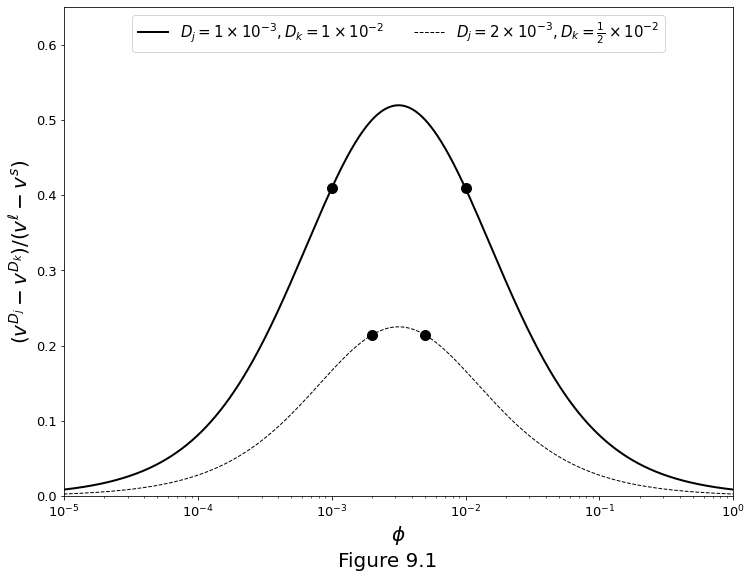 D_j = 1 × 10^{-3}, D_k = 1 × 10^{-2}
D_j = 2 × 10^{-3}, D_k = \frac{1}{2} × 10^{-2}
(v^{D_j} − v^{D_k})/(v^ℓ − v^s)
0.6
0.5
0.4
0.3
0.2
0.1
0.0
10^{-5} 10^{-4} 10^{-3} 10^{-2} 10^{-1} 10^0
ϕ
Figure 9.1